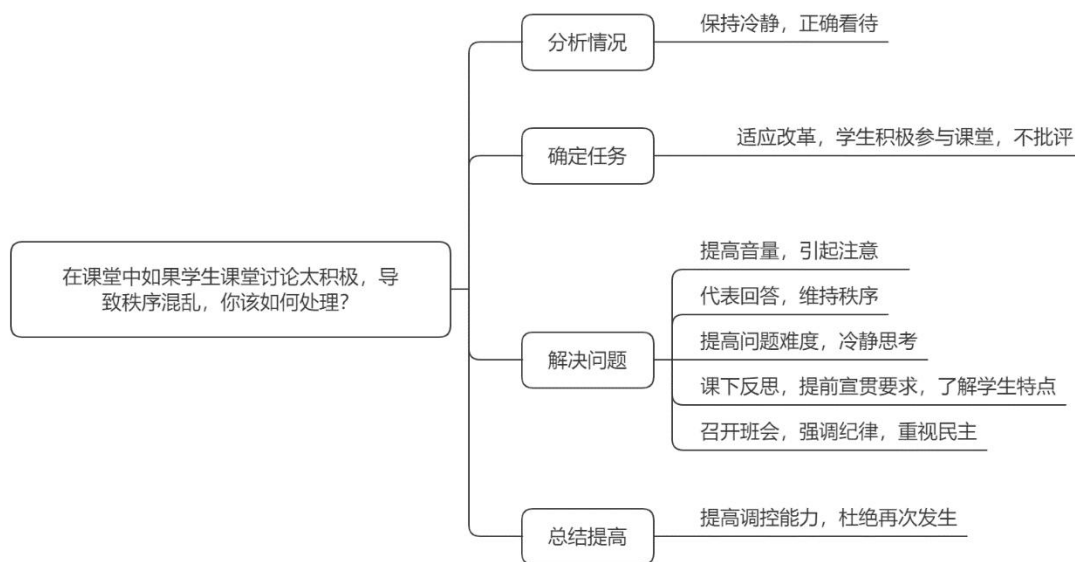 在课堂中如果学生课堂讨论太积极，导
致秩序混乱，你该如何处理？
分析情况
保持冷静，正确看待
确定任务
适应改革，学生积极参与课堂，不批评
解决问题
提高音量，引起注意
代表回答，维持秩序
提高问题难度，冷静思考
课下反思，提前宣贯要求，了解学生特点
召开班会，强调纪律，重视民主
总结提高
提高调控能力，杜绝再次发生